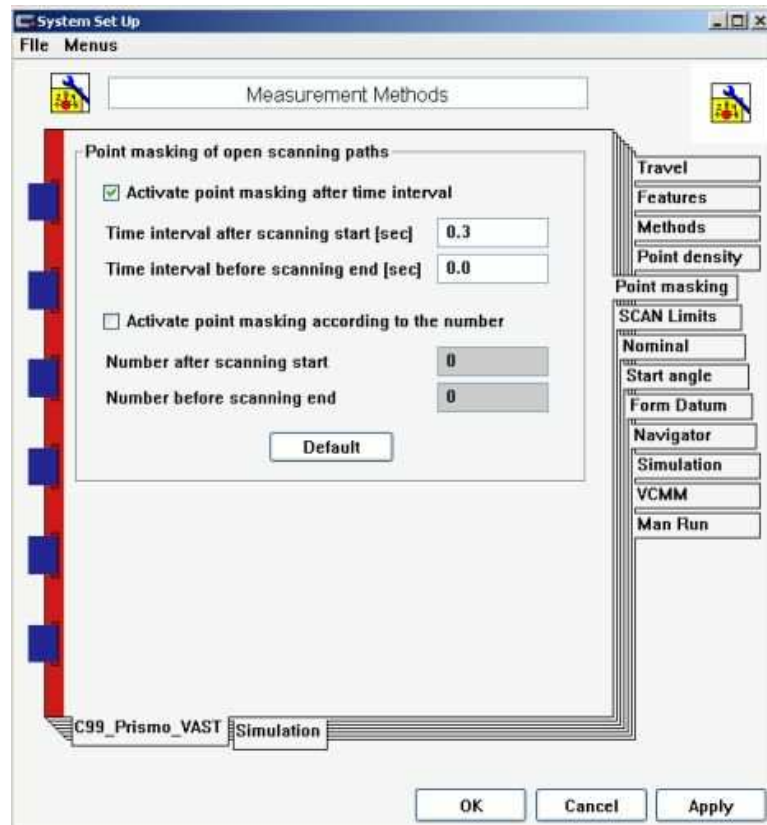 System Set Up
FIle Menus
Measurement Methods
Point masking of open scanning paths
Activate point masking after time interval
Time interval after scanning start [sec] 0.3
Time interval before scanning end [sec] 0.0
Activate point masking according to the number
Number after scanning start 0
Number before scanning end 0
Default
Travel
Features
Methods
Point density
Point masking
SCAN Limits
Nominal
Start angle
Form Datum
Navigator
Simulation
VCMM
Man Run
C99_Prismo_VAST Simulation
OK Cancel Apply